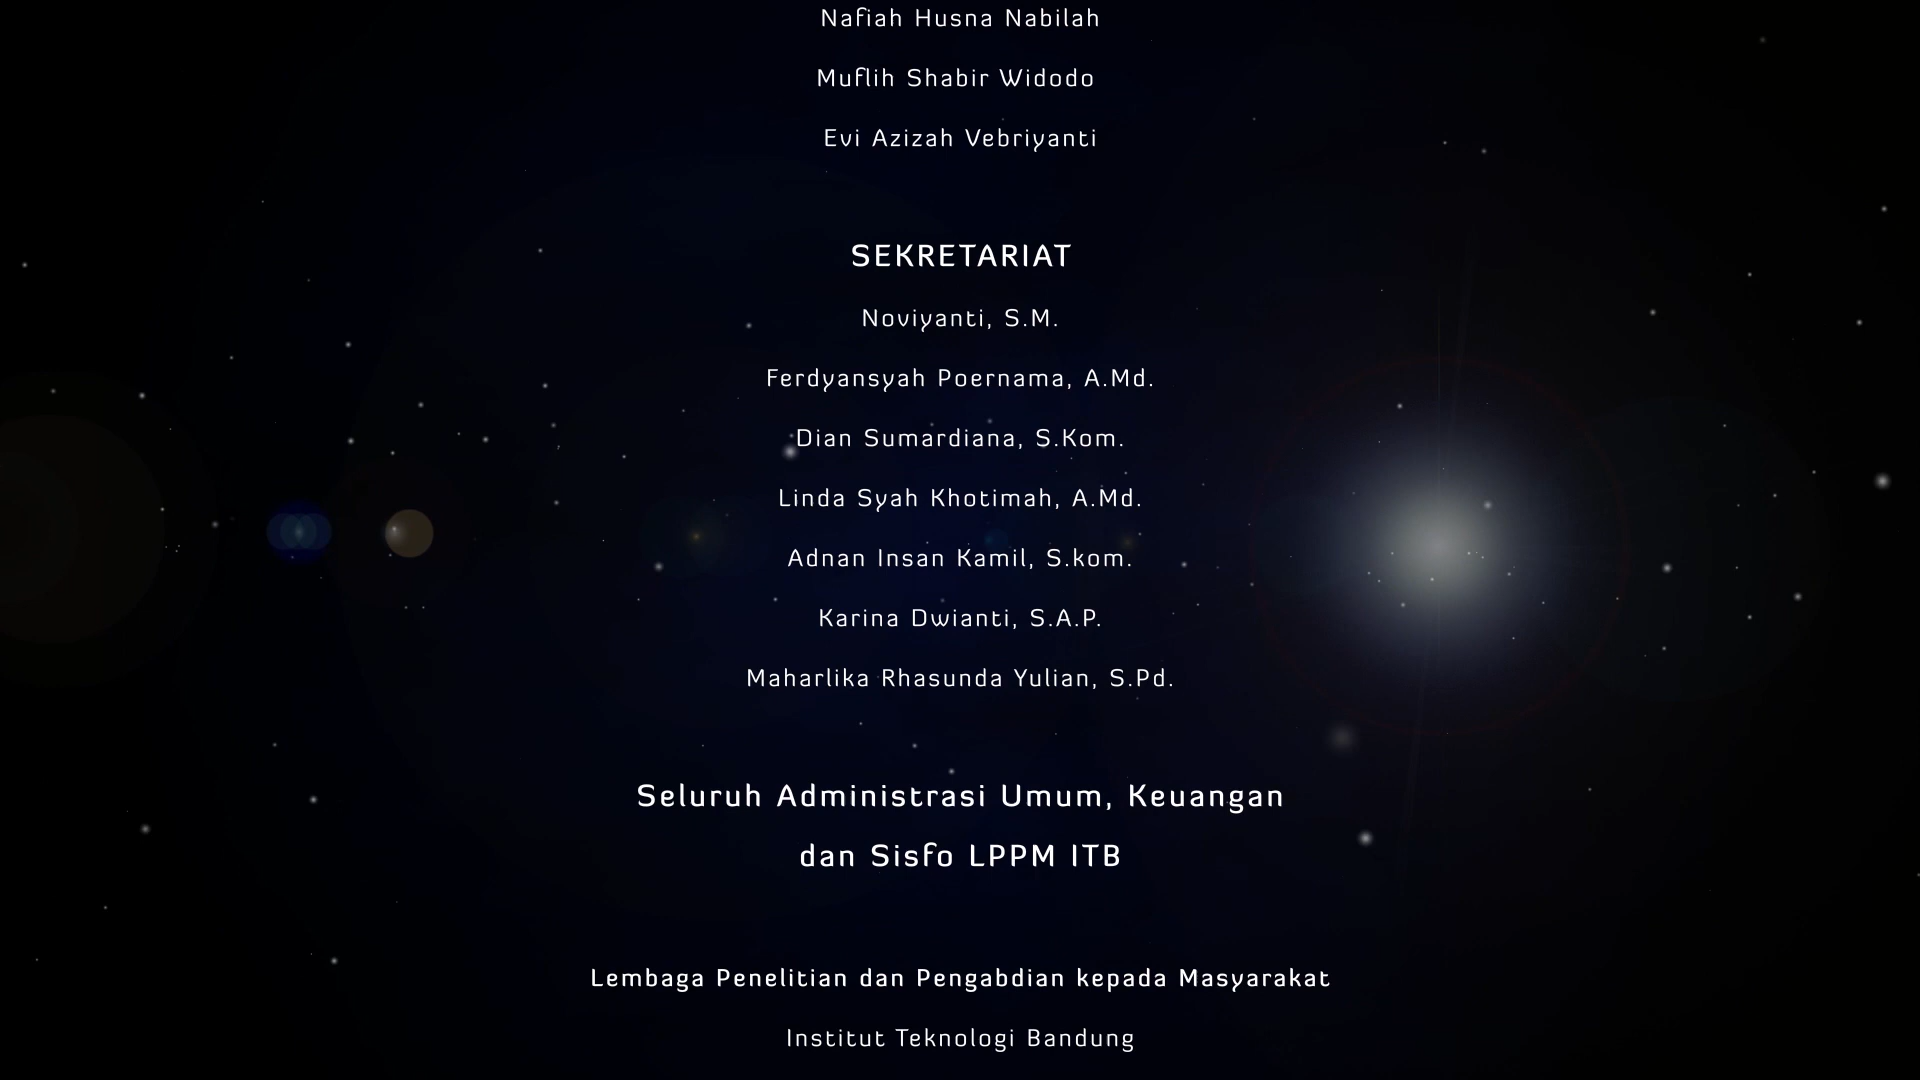 Nafiah Husna Nabilah
Muflih Shabir Widodo
Evi Azizah Vebriyanti
SEKRETARIAT
Noviyanti, S.M.
Ferdyansyah Poernama, A.Md.
Dian Sumardiana, S.Kom.
Linda Syah Khotimah, A.Md.
Adnan Insan Kamil, S.kom.
Karina Dwianti, S.A.P.
Maharlika Rhasunda Yulian, S.Pd.
Seluruh Administrasi Umum, Keuangan
dan Sisfo LPPM ITB
Lembaga Penelitian dan Pengabdian kepada Masyarakat
Institut Teknologi Bandung